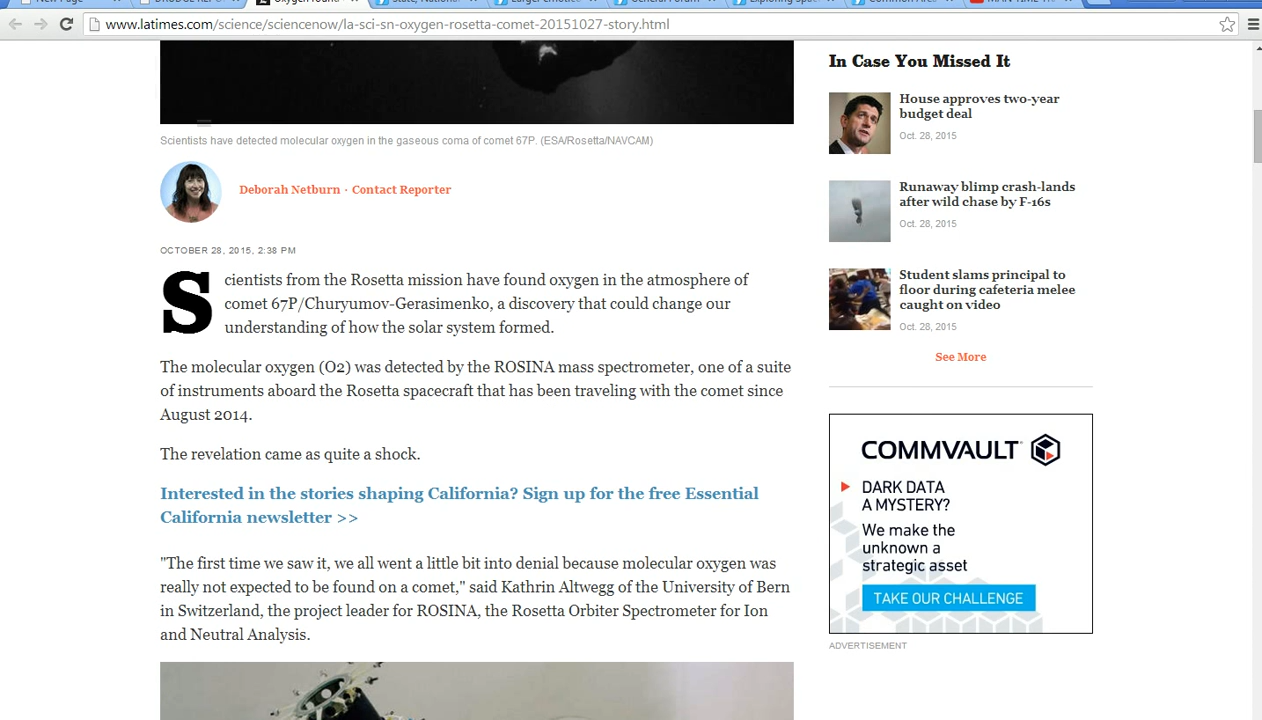 New Page
www.latimes.com/science/sciencenow/la-sci-sn-oxygen-rosetta-comet-20151027-story.html
Scientists have detected molecular oxygen in the gaseous coma of comet 67P. (ESA/Rosetta/NAVCAM)
Deborah Netburn · Contact Reporter
OCTOBER 28, 2015, 2:38 PM
Scientists from the Rosetta mission have found oxygen in the atmosphere of
comet 67P/Churyumov-Gerasimenko, a discovery that could change our
understanding of how the solar system formed.
The molecular oxygen (O2) was detected by the ROSINA mass spectrometer, one of a suite
of instruments aboard the Rosetta spacecraft that has been traveling with the comet since
August 2014.
The revelation came as quite a shock.
Interested in the stories shaping California? Sign up for the free Essential
California newsletter >>
"The first time we saw it, we all went a little bit into denial because molecular oxygen was
really not expected to be found on a comet," said Kathrin Altwegg of the University of Bern
in Switzerland, the project leader for ROSINA, the Rosetta Orbiter Spectrometer for Ion
and Neutral Analysis.
In Case You Missed It
House approves two-year
budget deal
Oct. 28, 2015
Runaway blimp crash-lands
after wild chase by F-16s
Oct. 28, 2015
Student slams principal to
floor during cafeteria melee
caught on video
Oct. 28, 2015
See More
COMMVAULT
DARK DATA
A MYSTERY?
We make the
unknown a
strategic asset
TAKE OUR CHALLENGE
ADVERTISEMENT